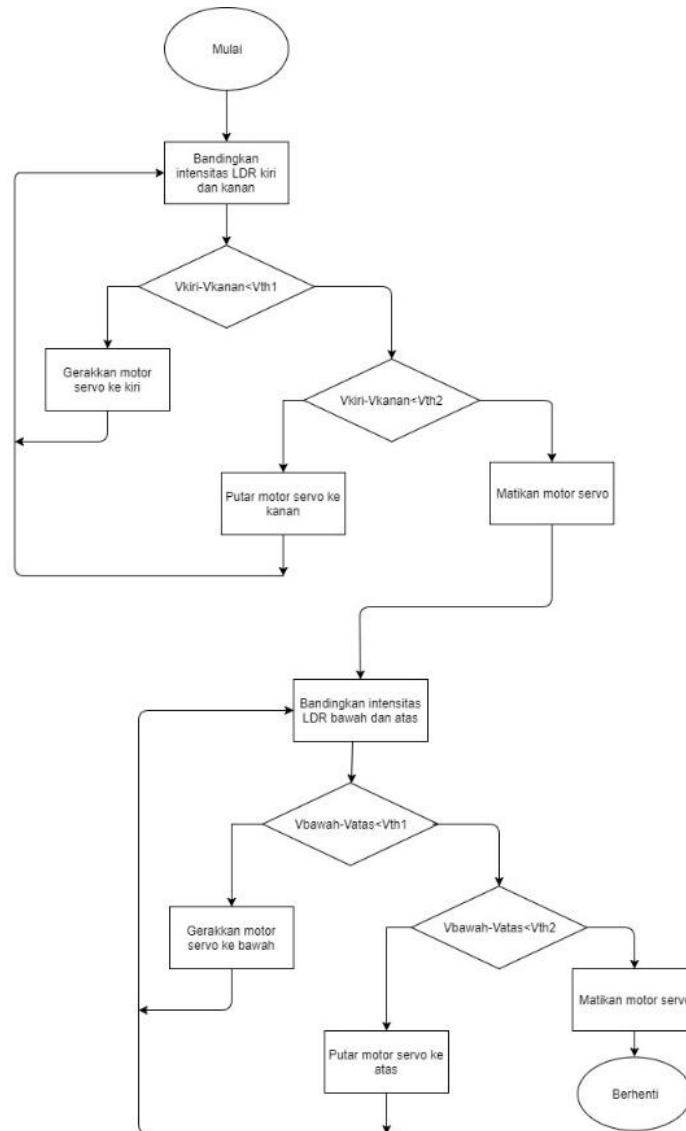 Mulai
Bandingkan
intensitas LDR kiri
dan kanan
Vkiri-Vkanan<Vth1
Gerakkan motor
servo ke kiri
Vkiri-Vkanan<Vth2
Putar motor servo ke
kanan
Matikan motor servo
Bandingkan intensitas
LDR bawah dan atas
Vbawah-Vatas<Vth1
Gerakkan motor
servo ke bawah
Vbawah-Vatas<Vth2
Matikan motor servo
Putar motor servo ke
atas
Berhenti